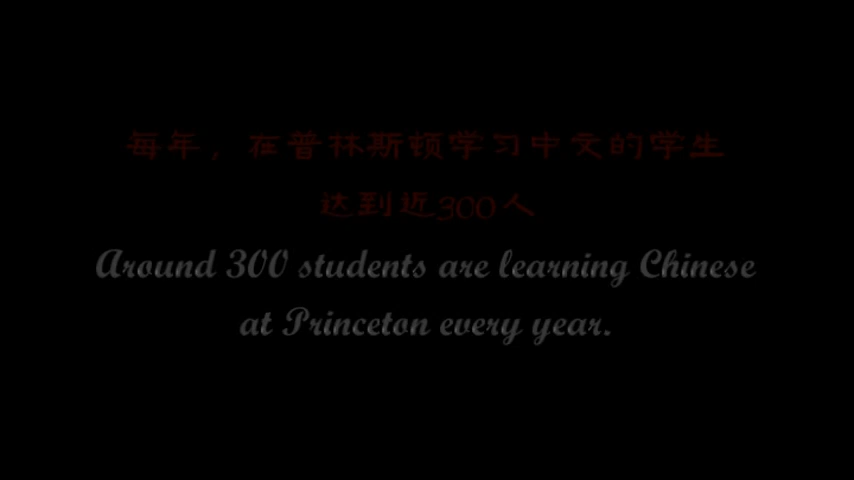 每年，在普林斯顿学习中文的学生
达到近300人
Around 300 students are learning Chinese
at Princeton every year.